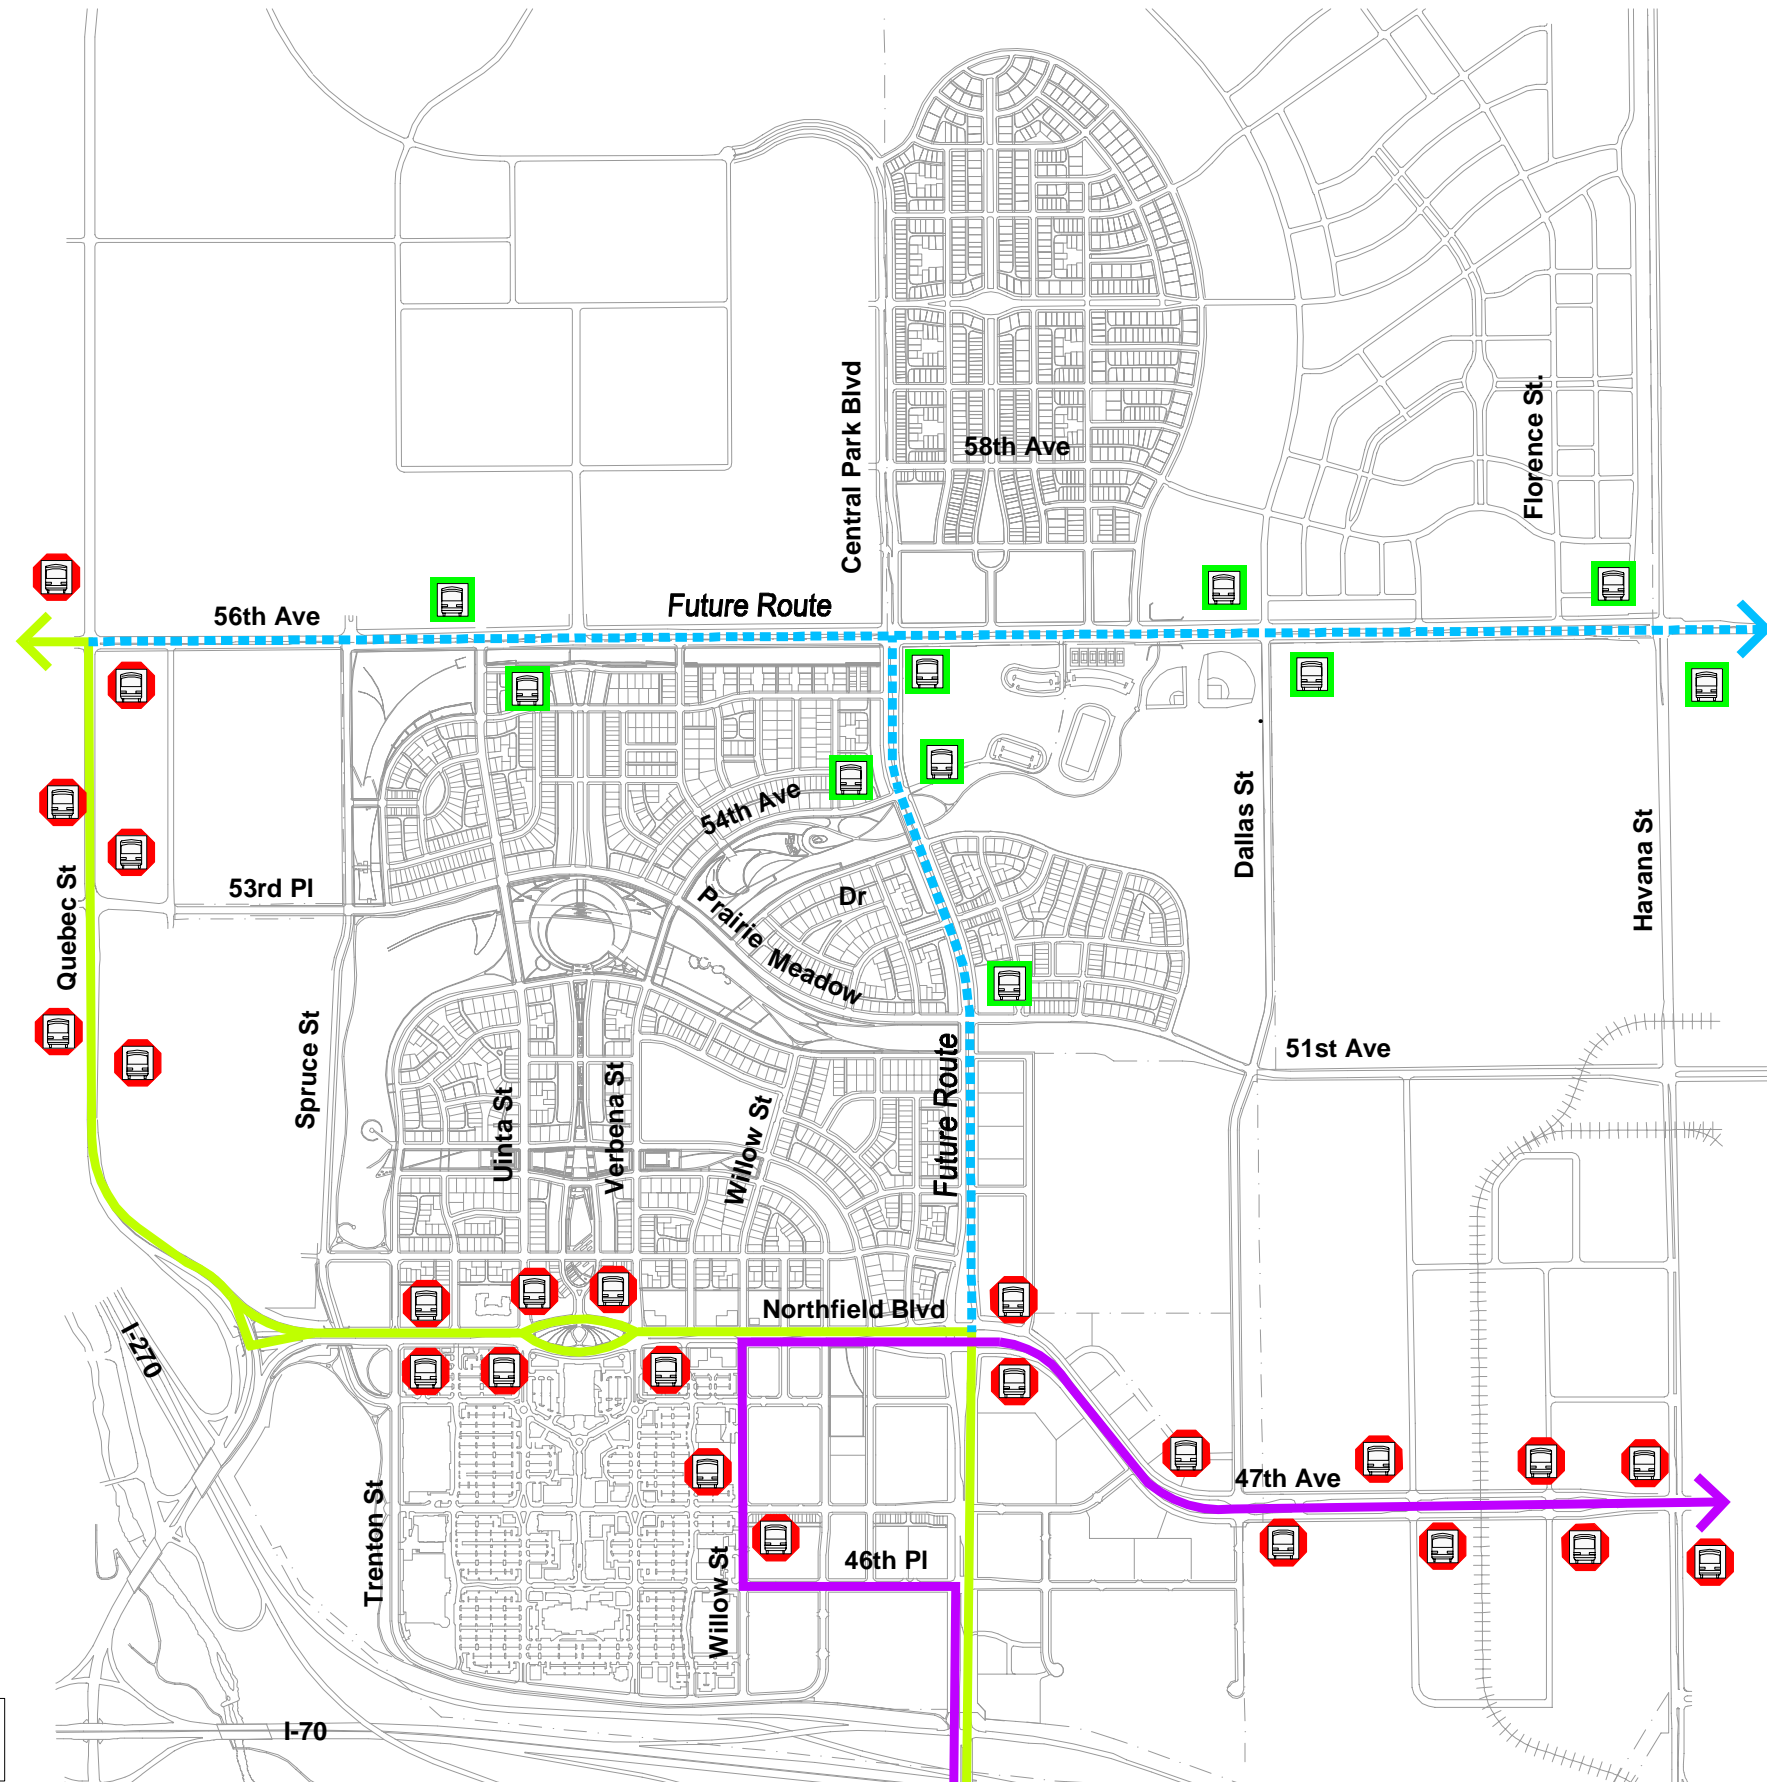 Central Park Blvd
58th Ave
Florence St.
56th Ave
Future Route
54th Ave
Dallas St
Havana St
Quebec St
53rd Pl
Prairie Meadow Dr
51st Ave
Spruce St
Uinta St
Verbena St
Willow St
Future Route
Northfield Blvd
I-270
47th Ave
Trenton St
Willow St
46th Pl
I-70